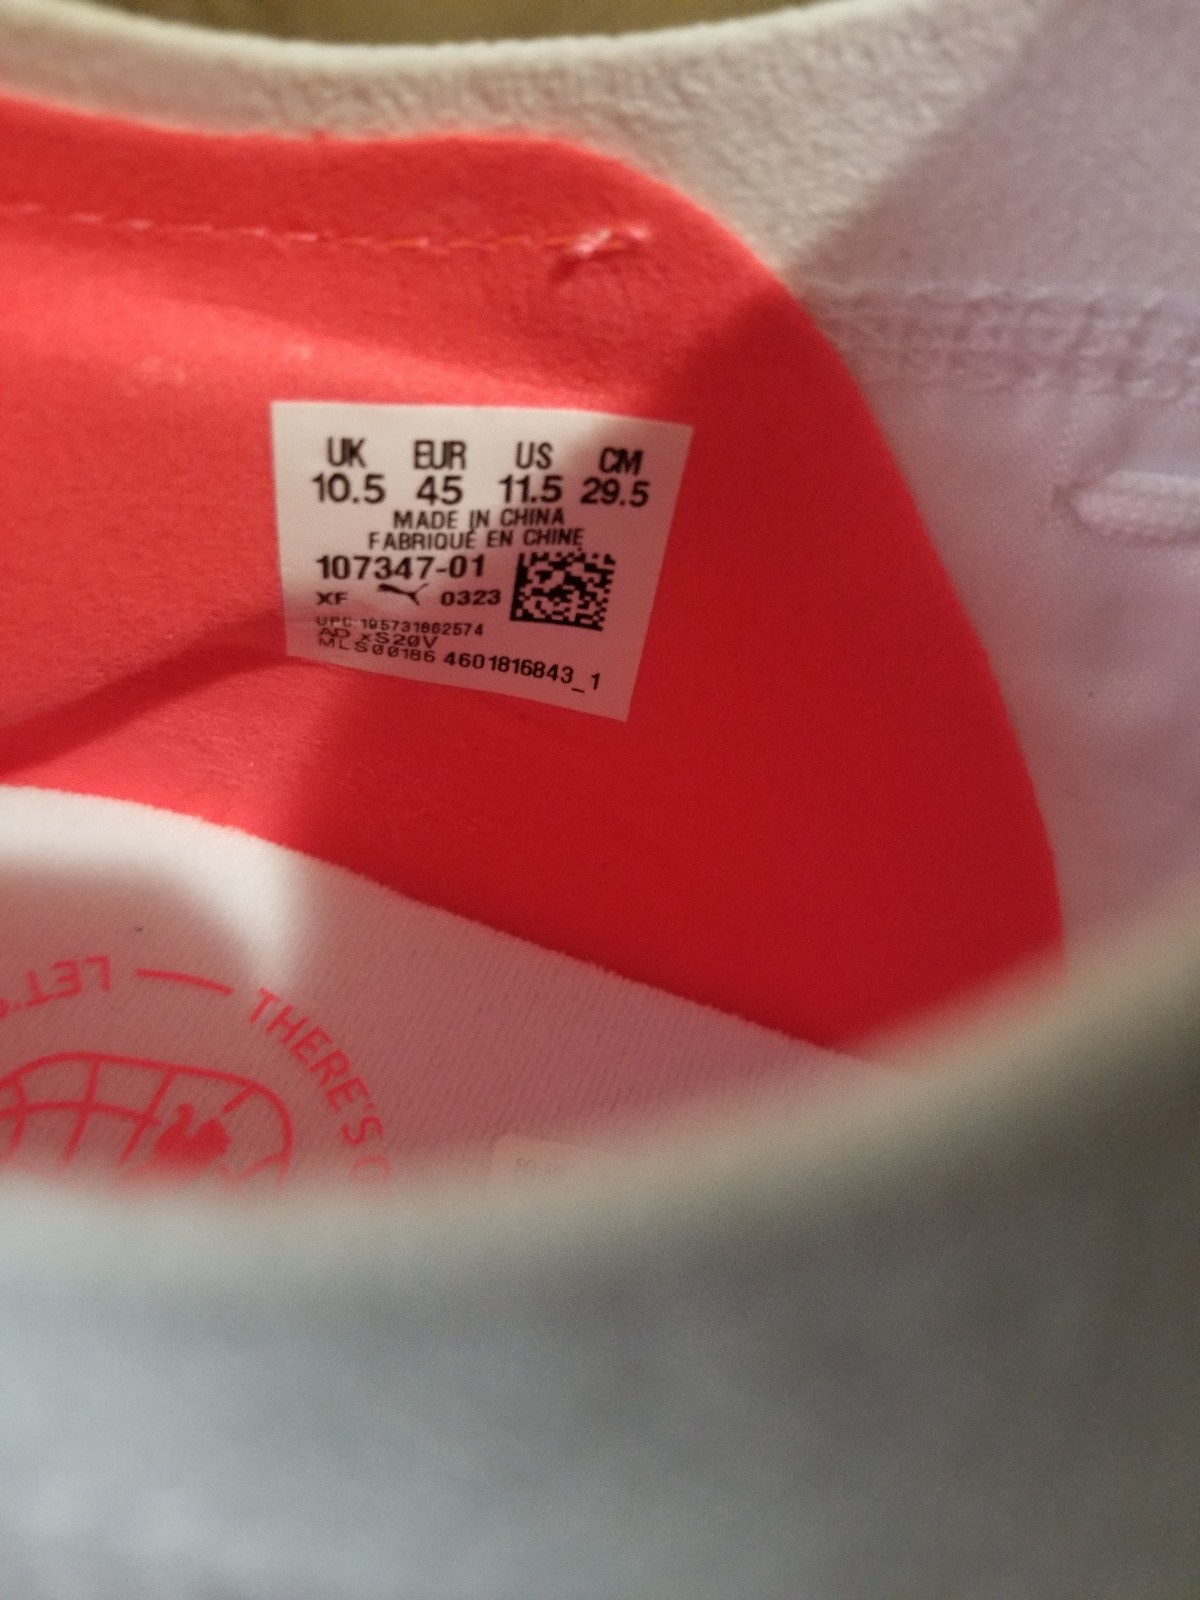 UK EUR US CM
10.5 45 11.5 29.5
MADE IN CHINA
FABRIQUÉ EN CHINE
107347-01
XF 0323
UPC:195731862574
AD xS20V
MLS00186 4601816843_1
LET'S
THERE'S